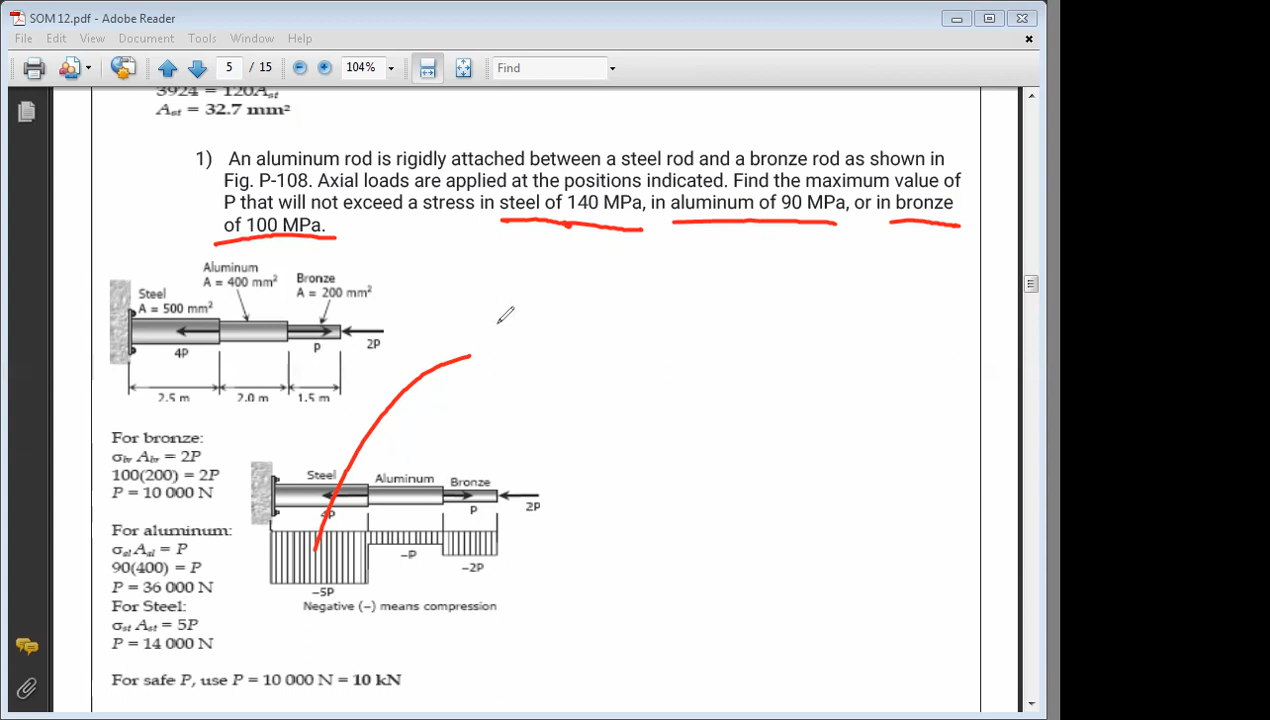 SOM 12.pdf - Adobe Reader
File Edit View Document Tools Window Help
5 / 15 104% Find
3924 = 120Ast
Ast = 32.7 mm²
1) An aluminum rod is rigidly attached between a steel rod and a bronze rod as shown in
Fig. P-108. Axial loads are applied at the positions indicated. Find the maximum value of
P that will not exceed a stress in steel of 140 MPa, in aluminum of 90 MPa, or in bronze
of 100 MPa.
Aluminum
A = 400 mm²
Bronze
A = 200 mm²
Steel
A = 500 mm²
4P
P
2P
2.5 m
2.0 m
1.5 m
For bronze:
σbr Abr = 2P
100(200) = 2P
P = 10 000 N
Steel
Aluminum
Bronze
4P
P
2P
For aluminum:
σal Aal = P
90(400) = P
P = 36 000 N
For Steel:
σst Ast = 5P
P = 14 000 N
-P
-2P
-5P
Negative (-) means compression
For safe P, use P = 10 000 N = 10 kN